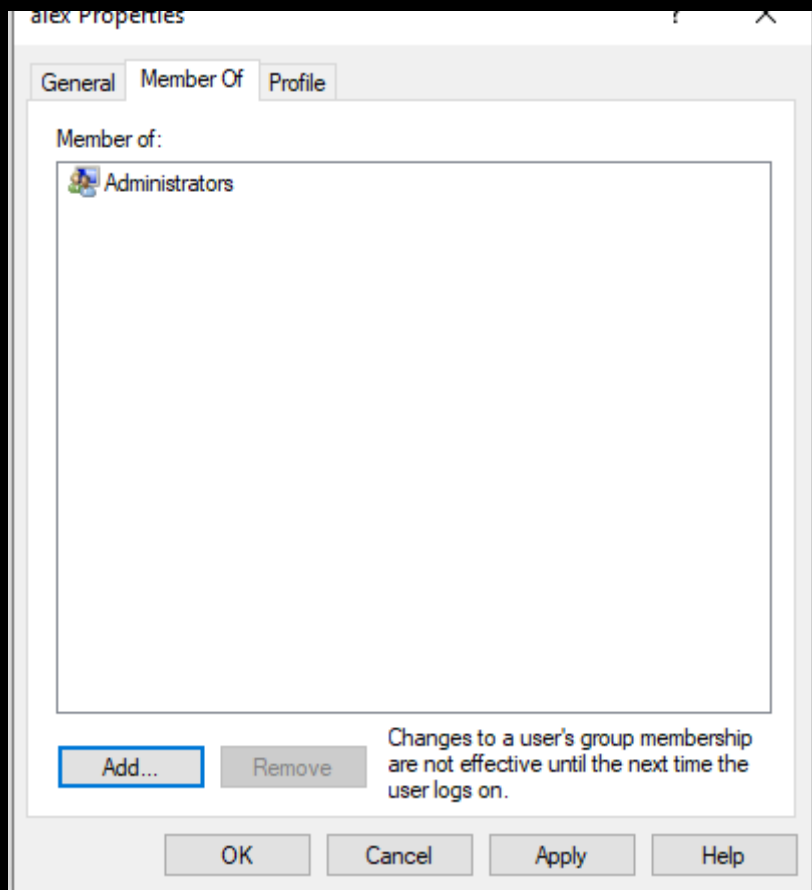 alex Properties
?
General
Member Of
Profile
Member of:
Administrators
Add...
Remove
Changes to a user's group membership
are not effective until the next time the
user logs on.
OK
Cancel
Apply
Help